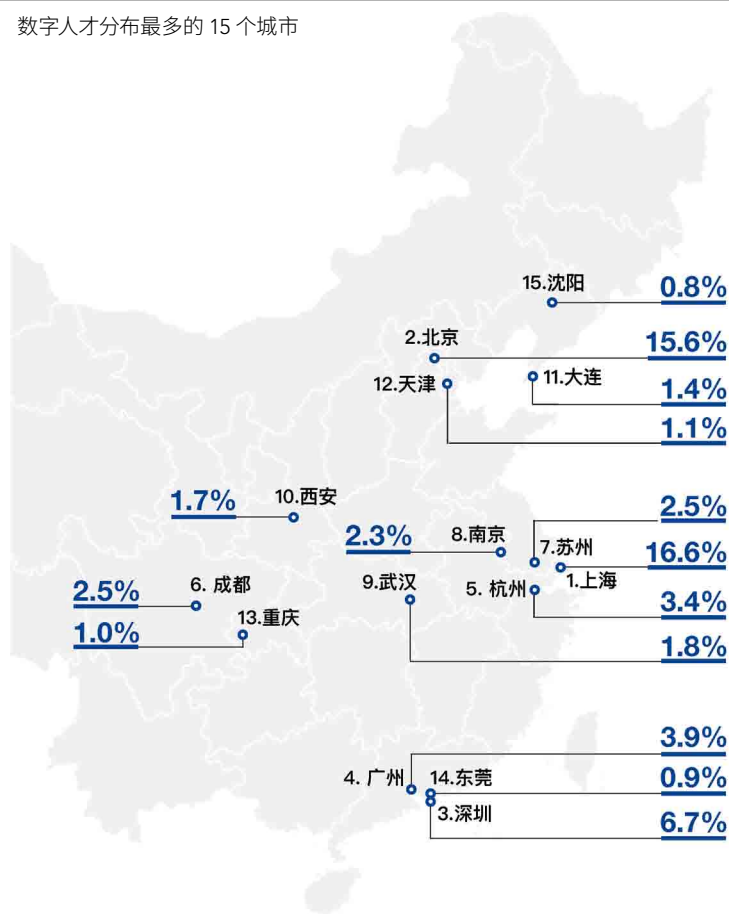 数字人才分布最多的 15 个城市
15.沈阳
0.8%
2.北京
15.6%
12.天津
11.大连
1.4%
1.1%
10.西安
1.7%
2.5%
8.南京
2.3%
7.苏州
16.6%
1.上海
6. 成都
2.5%
9.武汉
5. 杭州
3.4%
13.重庆
1.0%
1.8%
3.9%
4. 广州
14.东莞
0.9%
3.深圳
6.7%